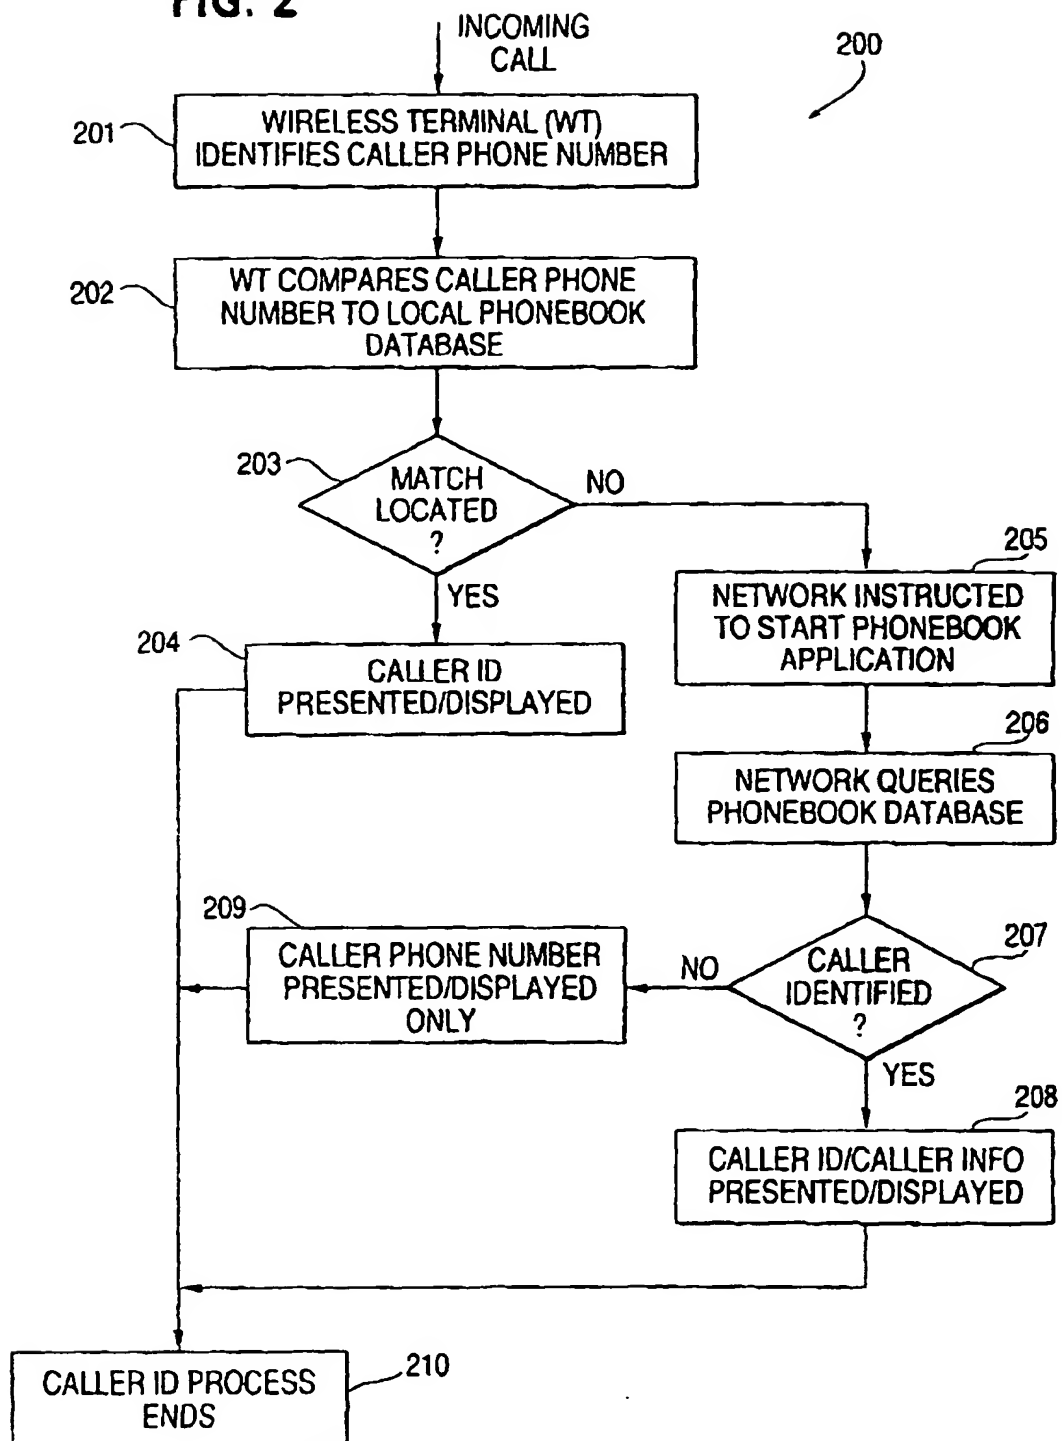 FIG. 2
INCOMING
CALL
200
201
WIRELESS TERMINAL (WT)
IDENTIFIES CALLER PHONE NUMBER
202
WT COMPARES CALLER PHONE
NUMBER TO LOCAL PHONEBOOK
DATABASE
203
MATCH
LOCATED
?
NO
YES
205
NETWORK INSTRUCTED
TO START PHONEBOOK
APPLICATION
204
CALLER ID
PRESENTED/DISPLAYED
206
NETWORK QUERIES
PHONEBOOK DATABASE
207
CALLER
IDENTIFIED
?
NO
YES
209
CALLER PHONE NUMBER
PRESENTED/DISPLAYED
ONLY
208
CALLER ID/CALLER INFO
PRESENTED/DISPLAYED
210
CALLER ID PROCESS
ENDS